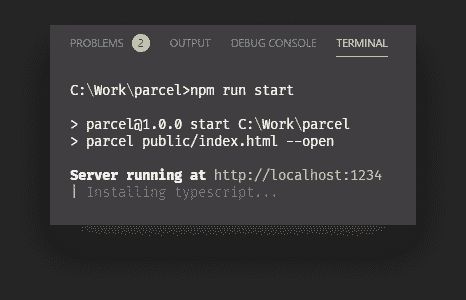 PROBLEMS 2 OUTPUT DEBUG CONSOLE TERMINAL
C:\Work\parcel>npm run start
> parcel@1.0.0 start C:\Work\parcel
> parcel public/index.html --open
Server running at http://localhost:1234
| Installing typescript...